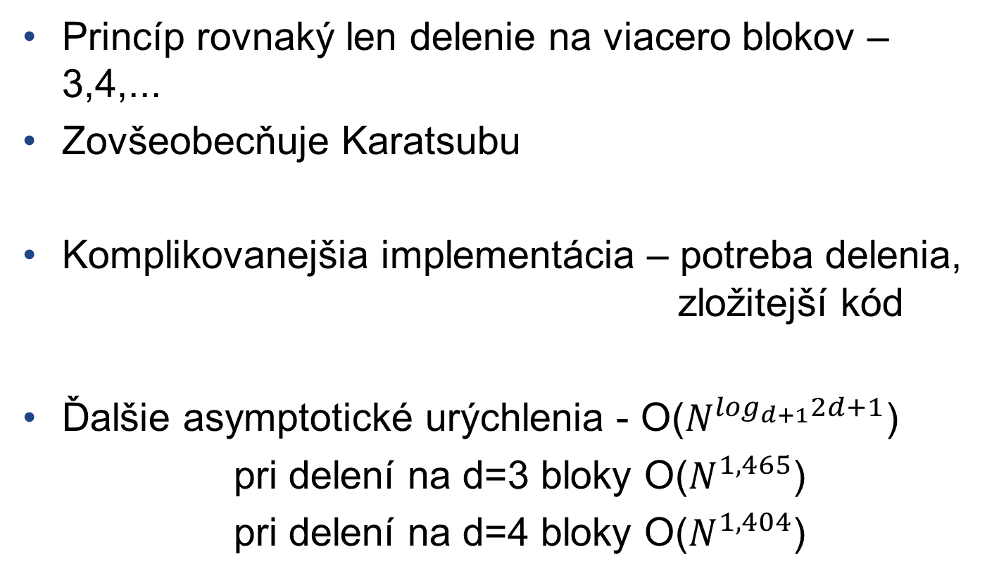 • Princíp rovnaký len delenie na viacero blokov –
3,4,...
• Zovšeobecňuje Karatsubu
• Komplikovanejšia implementácia – potreba delenia,
zložitejší kód
• Ďalšie asymptotické urýchlenia - O($N^{log_{d+1}2d+1}$)
pri delení na d=3 bloky O($N^{1,465}$)
pri delení na d=4 bloky O($N^{1,404}$)